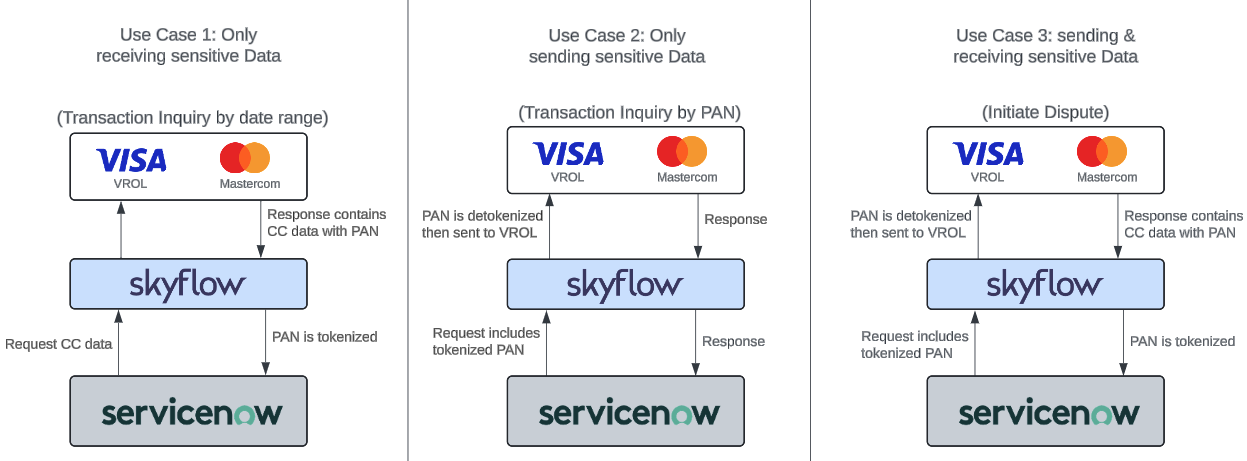 Use Case 1: Only
receiving sensitive Data
(Transaction Inquiry by date range)
VISA
VROL
Mastercom
Response contains
CC data with PAN
skyflow
Request CC data
PAN is tokenized
servicenow
Use Case 2: Only
sending sensitive Data
(Transaction Inquiry by PAN)
VISA
VROL
Mastercom
PAN is detokenized
then sent to VROL
Response
skyflow
Request includes
tokenized PAN
Response
servicenow
Use Case 3: sending &
receiving sensitive Data
(Initiate Dispute)
VISA
VROL
Mastercom
PAN is detokenized
then sent to VROL
Response contains
CC data with PAN
skyflow
Request includes
tokenized PAN
PAN is tokenized
servicenow